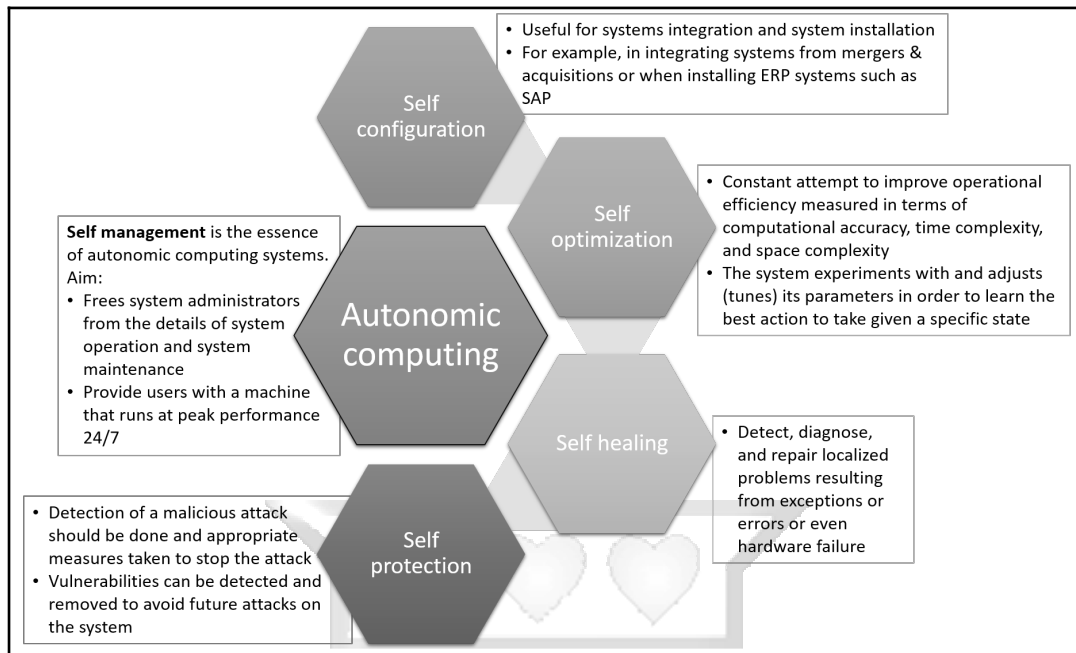 Self
configuration
• Useful for systems integration and system installation
• For example, in integrating systems from mergers &
acquisitions or when installing ERP systems such as
SAP
Self
optimization
• Constant attempt to improve operational
efficiency measured in terms of
computational accuracy, time complexity,
and space complexity
• The system experiments with and adjusts
(tunes) its parameters in order to learn the
best action to take given a specific state
Self management is the essence
of autonomic computing systems.
Aim:
• Frees system administrators
from the details of system
operation and system
maintenance
• Provide users with a machine
that runs at peak performance
24/7
Autonomic
computing
Self healing
• Detect, diagnose,
and repair localized
problems resulting
from exceptions or
errors or even
hardware failure
Self
protection
• Detection of a malicious attack
should be done and appropriate
measures taken to stop the attack
• Vulnerabilities can be detected and
removed to avoid future attacks on
the system